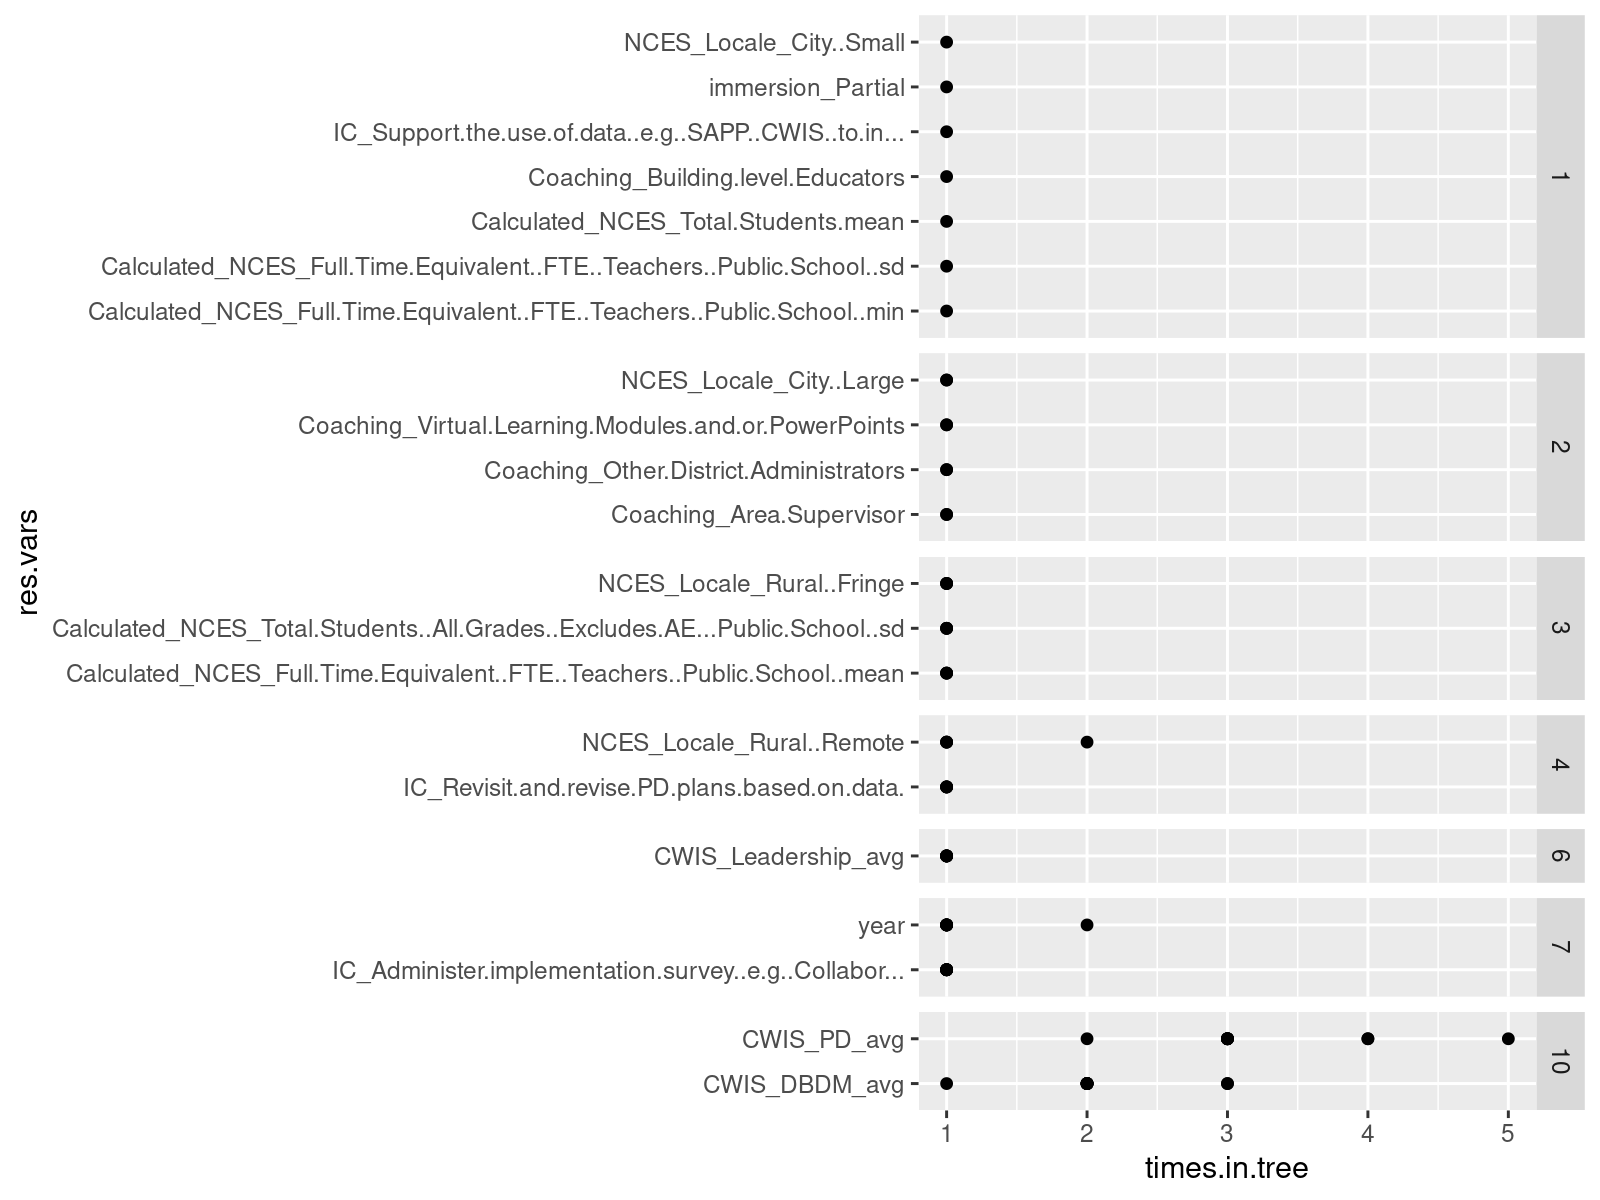 NCES_Locale_City..Small
immersion_Partial
IC_Support.the.use.of.data..e.g..SAPP..CWIS..to.in...
Coaching_Building.level.Educators
Calculated_NCES_Total.Students.mean
Calculated_NCES_Full.Time.Equivalent..FTE..Teachers..Public.School..sd
Calculated_NCES_Full.Time.Equivalent..FTE..Teachers..Public.School..min
1
NCES_Locale_City..Large
Coaching_Virtual.Learning.Modules.and.or.PowerPoints
Coaching_Other.District.Administrators
Coaching_Area.Supervisor
2
NCES_Locale_Rural..Fringe
Calculated_NCES_Total.Students..All.Grades..Excludes.AE...Public.School..sd
Calculated_NCES_Full.Time.Equivalent..FTE..Teachers..Public.School..mean
3
NCES_Locale_Rural..Remote
IC_Revisit.and.revise.PD.plans.based.on.data.
4
CWIS_Leadership_avg
6
year
IC_Administer.implementation.survey..e.g..Collabor...
7
CWIS_PD_avg
CWIS_DBDM_avg
10
1 2 3 4 5
times.in.tree
res.vars